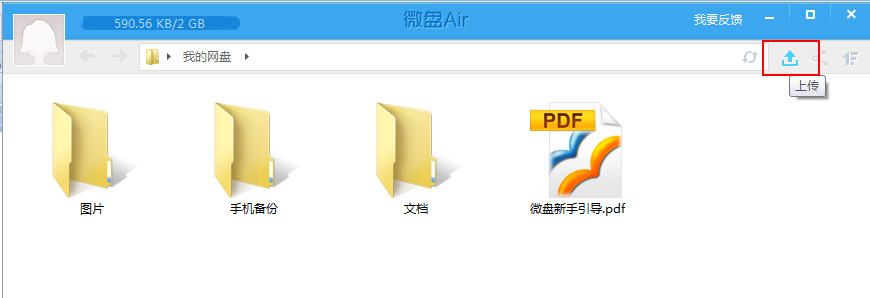 590.56 KB/2 GB
微盘Air
我要反馈
我的网盘
上传
PDF
图片
手机备份
文档
微盘新手引导.pdf